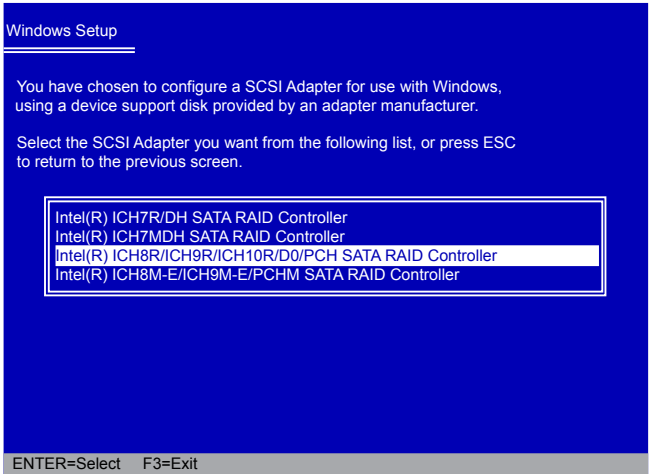 Windows Setup
You have chosen to configure a SCSI Adapter for use with Windows,
using a device support disk provided by an adapter manufacturer.
Select the SCSI Adapter you want from the following list, or press ESC
to return to the previous screen.
Intel(R) ICH7R/DH SATA RAID Controller
Intel(R) ICH7MDH SATA RAID Controller
Intel(R) ICH8R/ICH9R/ICH10R/D0/PCH SATA RAID Controller
Intel(R) ICH8M-E/ICH9M-E/PCHM SATA RAID Controller
ENTER=Select F3=Exit